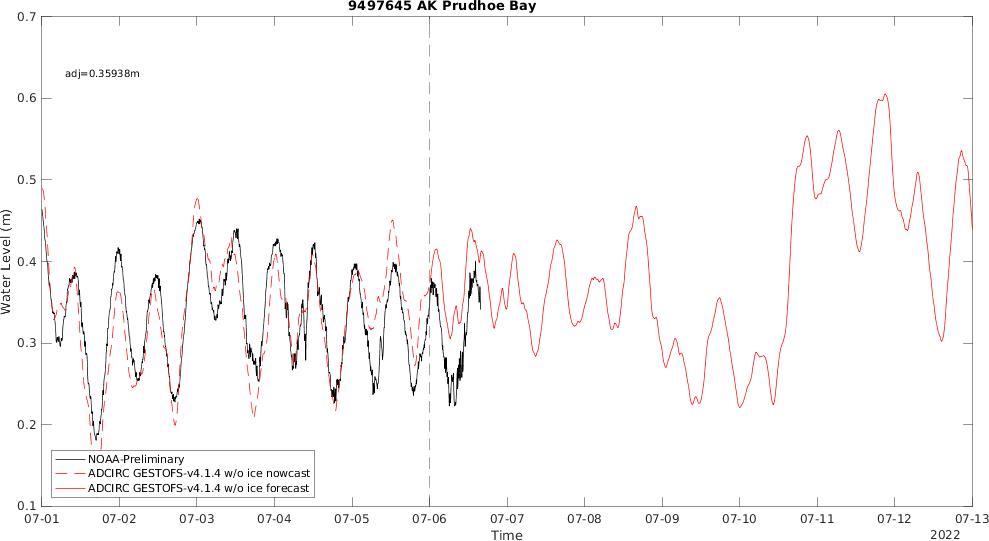 9497645 AK Prudhoe Bay
0.7
adj=0.35938m
0.6
0.5
0.4
0.3
0.2
0.1
Water Level (m)
NOAA-Preliminary
ADCIRC GESTOFS-v4.1.4 w/o ice nowcast
ADCIRC GESTOFS-v4.1.4 w/o ice forecast
07-01 07-02 07-03 07-04 07-05 07-06 07-07 07-08 07-09 07-10 07-11 07-12 07-13
Time
2022